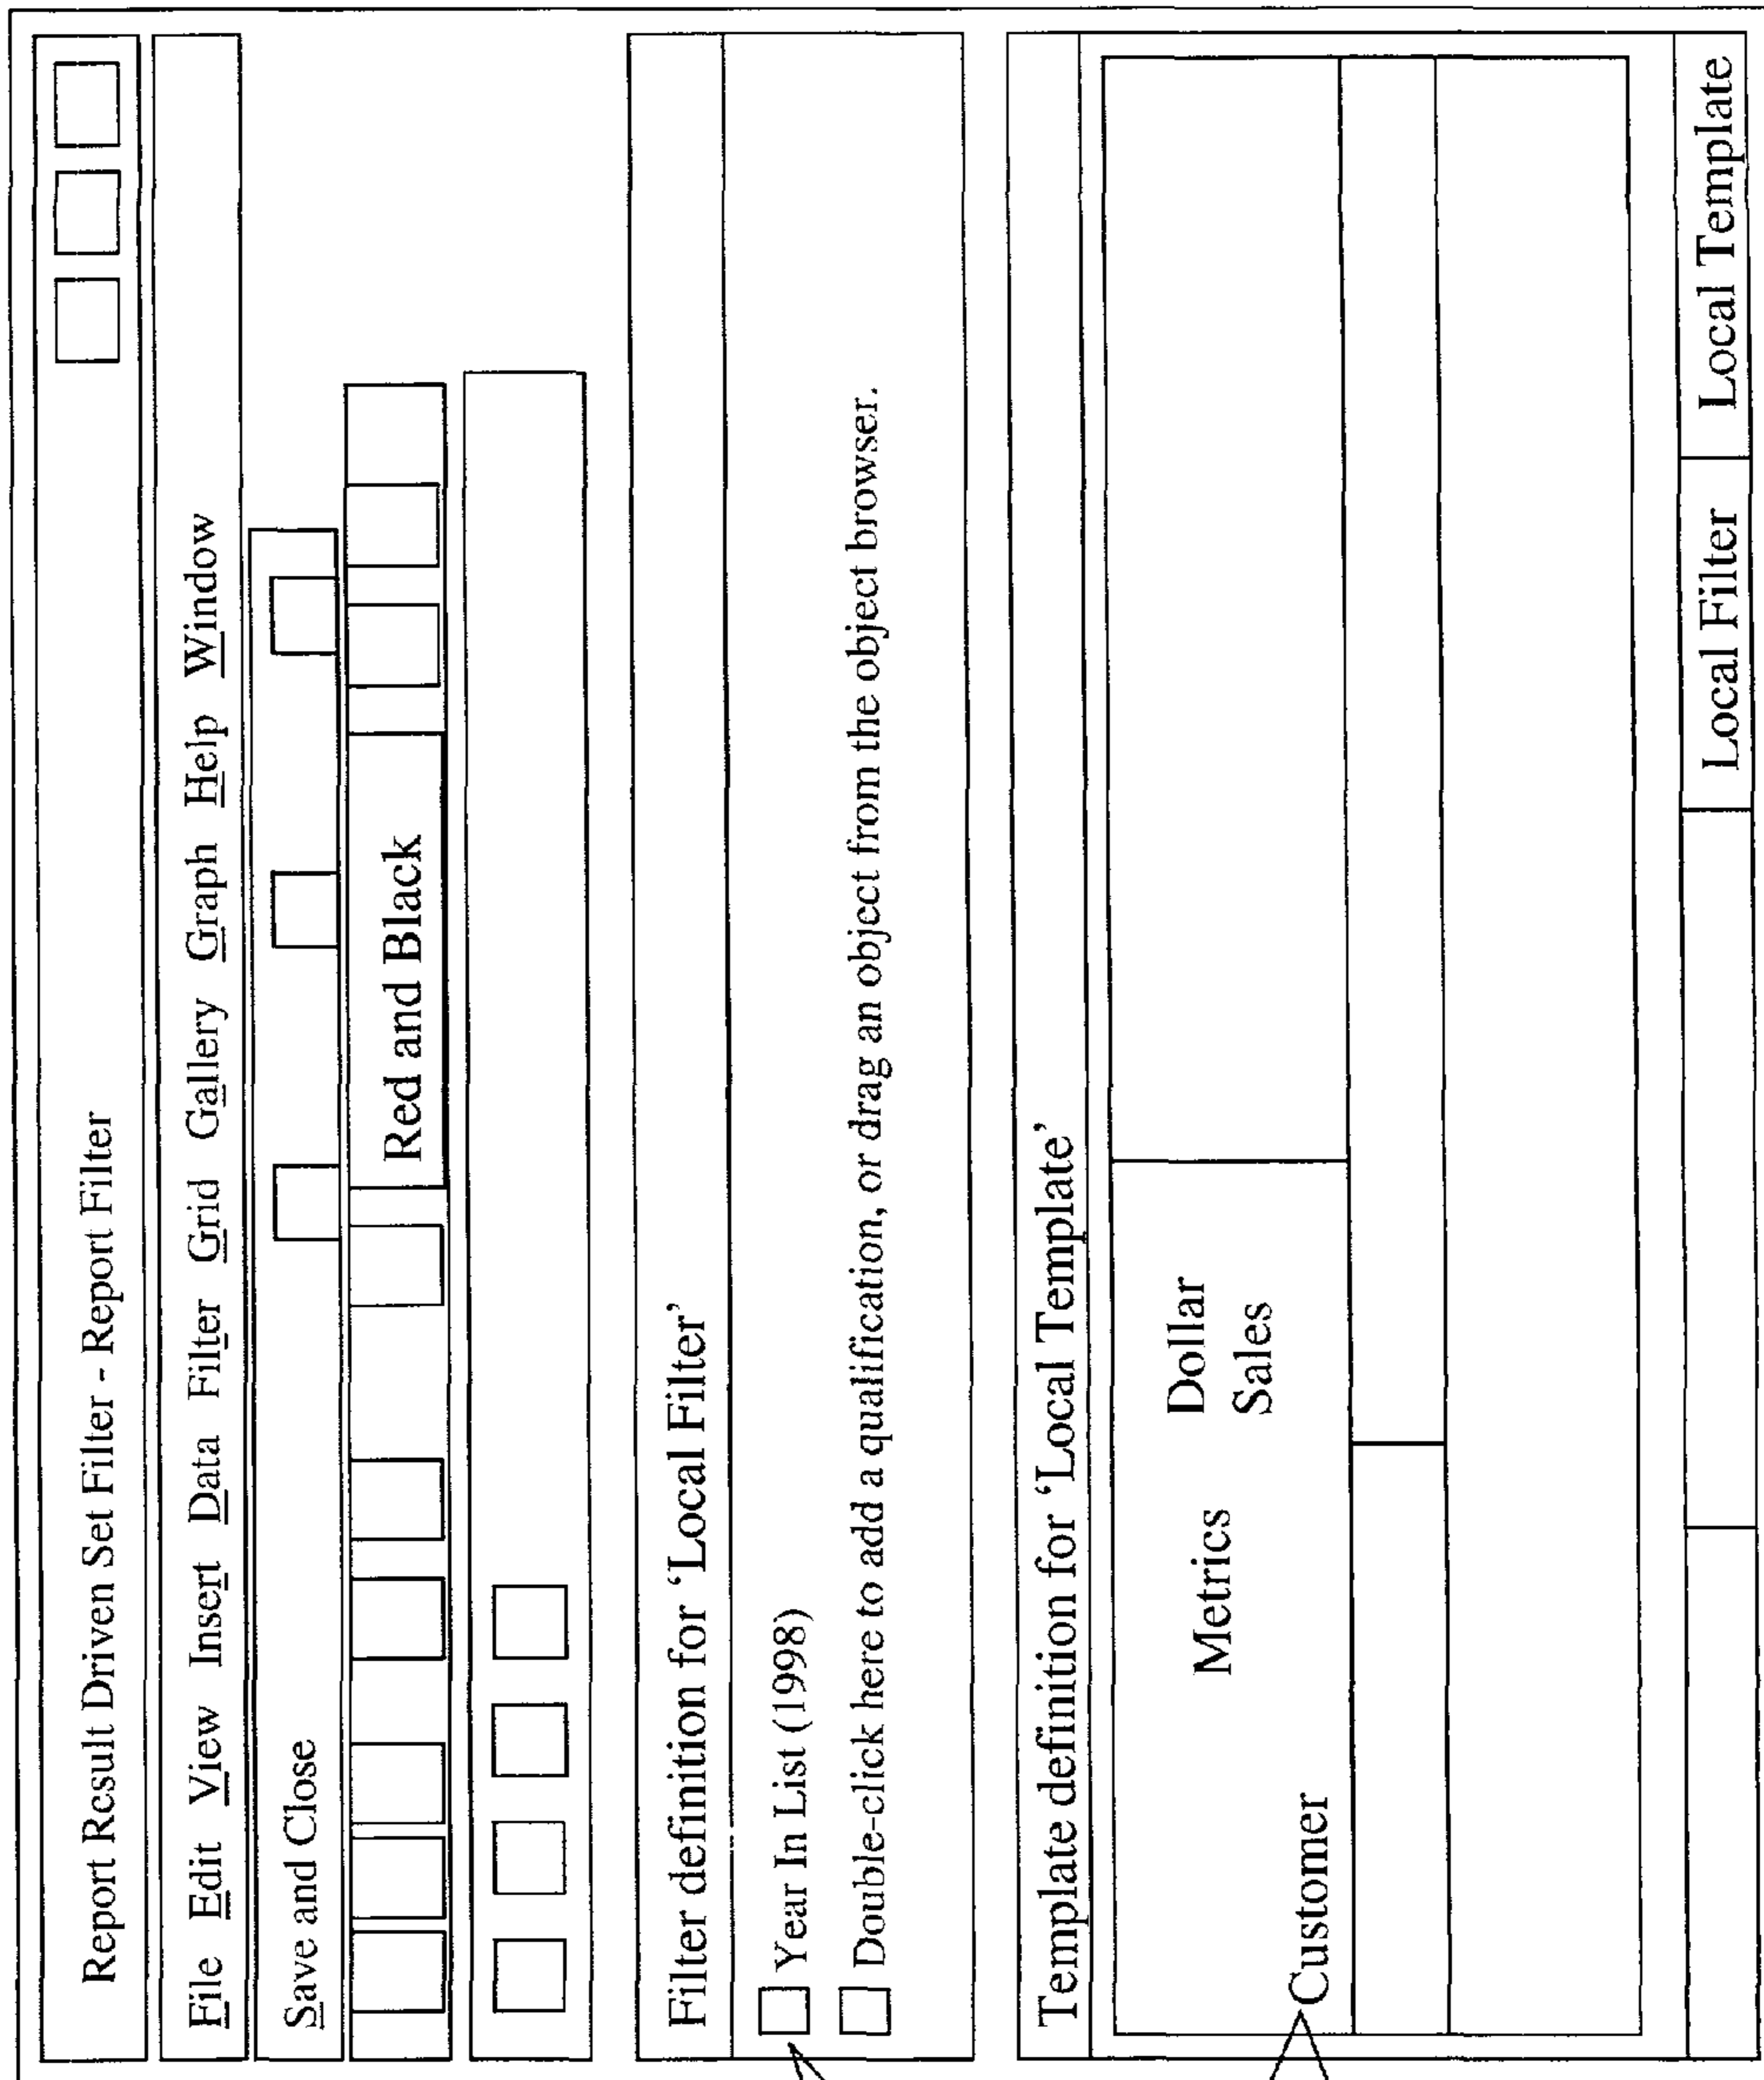 Report Result Driven Set Filter - Report Filter
File Edit View Insert Data Filter Grid Gallery Graph Help Window
Save and Close
Red and Black
Filter definition for ‘Local Filter’
Year In List (1998)
Double-click here to add a qualification, or drag an object from the object browser.
Template definition for ‘Local Template’
Metrics
Dollar
Sales
Customer
Local Filter
Local Template